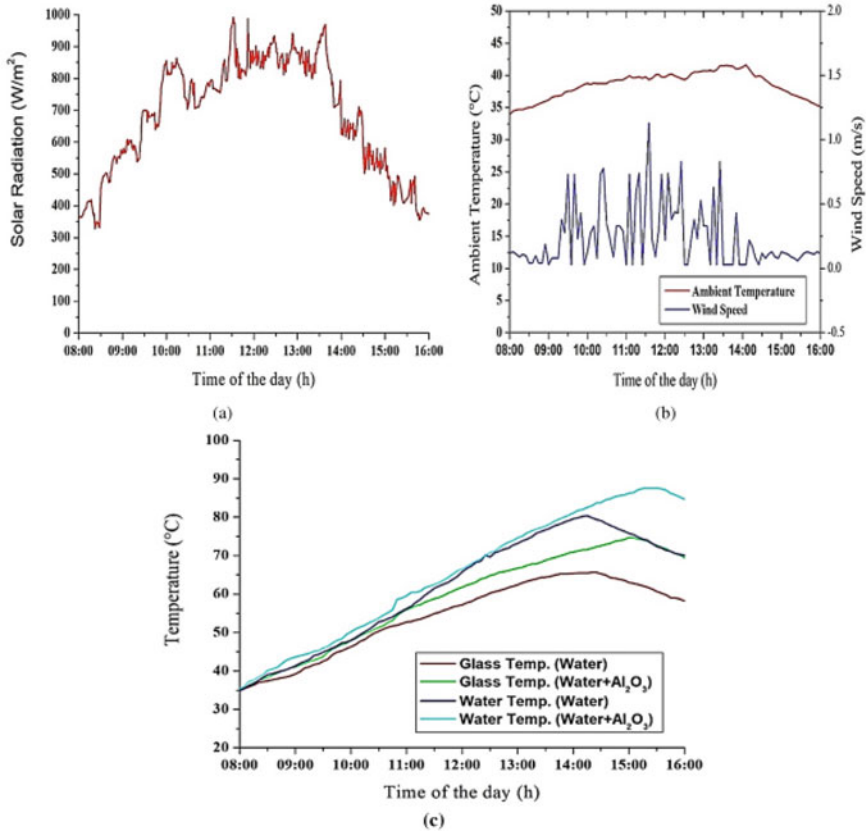 Solar Radiation (W/m²)
1000
900
800
700
600
500
400
300
200
100
0
08:00 09:00 10:00 11:00 12:00 13:00 14:00 15:00 16:00
Time of the day (h)
(a)
Ambient Temperature (°C)
50
45
40
35
30
25
20
15
10
5
0
2.0
1.5
1.0
0.5
0.0
-0.5
Wind Speed (m/s)
Ambient Temperature
Wind Speed
08:00 09:00 10:00 11:00 12:00 13:00 14:00 15:00 16:00
Time of the day (h)
(b)
Temperature (°C)
100
90
80
70
60
50
40
30
20
Glass Temp. (Water)
Glass Temp. (Water+Al₂O₃)
Water Temp. (Water)
Water Temp. (Water+Al₂O₃)
08:00 09:00 10:00 11:00 12:00 13:00 14:00 15:00 16:00
Time of the day (h)
(c)